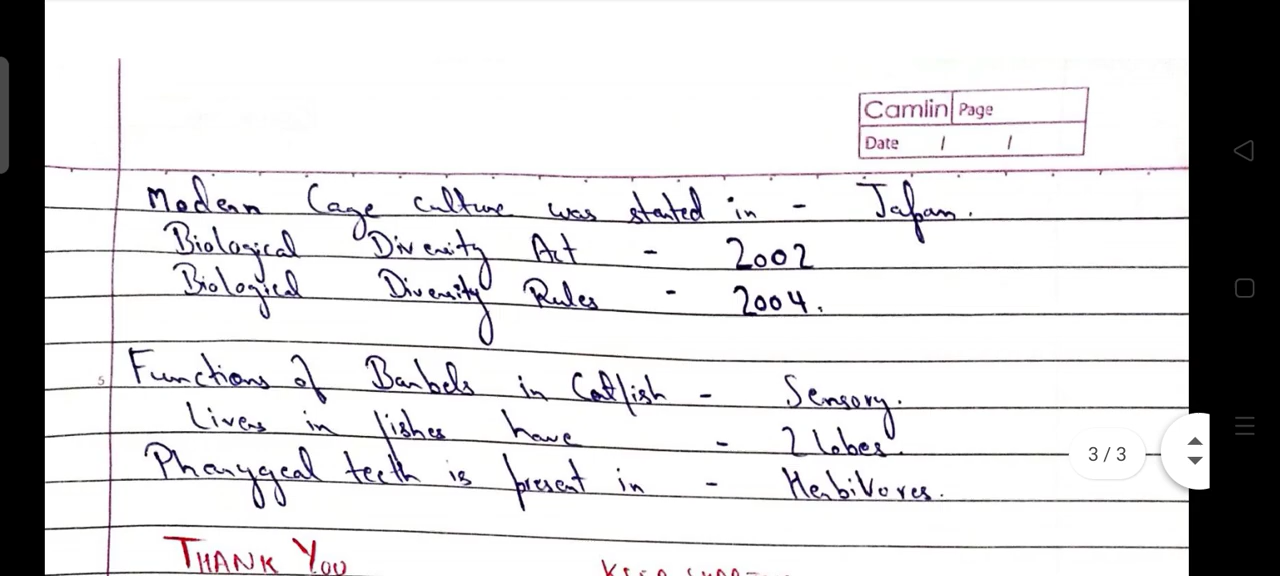 Camlin Page
Date / /
Modern Cage culture was started in - Japan.
Biological Diversity Act - 2002
Biological Diversity Rules - 2004.
5
Functions of Barbels in Catfish - Sensory.
Livers in fishes have - 2 lobes.
Pharygeal teeth is present in - Herbivores.
3 / 3
THANK YOU